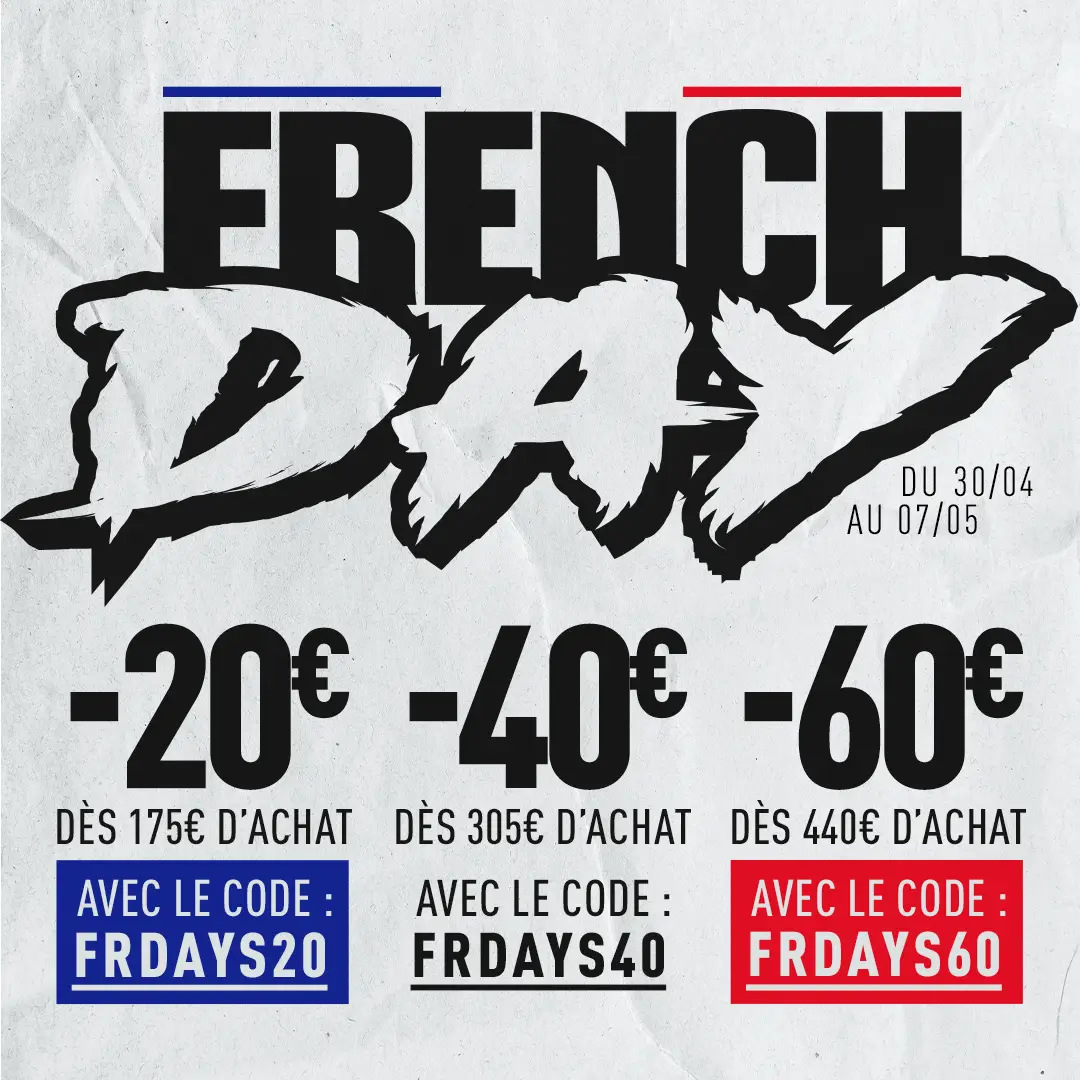 FRENCH
DAY
DU 30/04
AU 07/05
-20€ -40€ -60€
DÈS 175€ D'ACHAT DÈS 305€ D'ACHAT DÈS 440€ D'ACHAT
AVEC LE CODE : AVEC LE CODE : AVEC LE CODE :
FRDAYS20 FRDAYS40 FRDAYS60